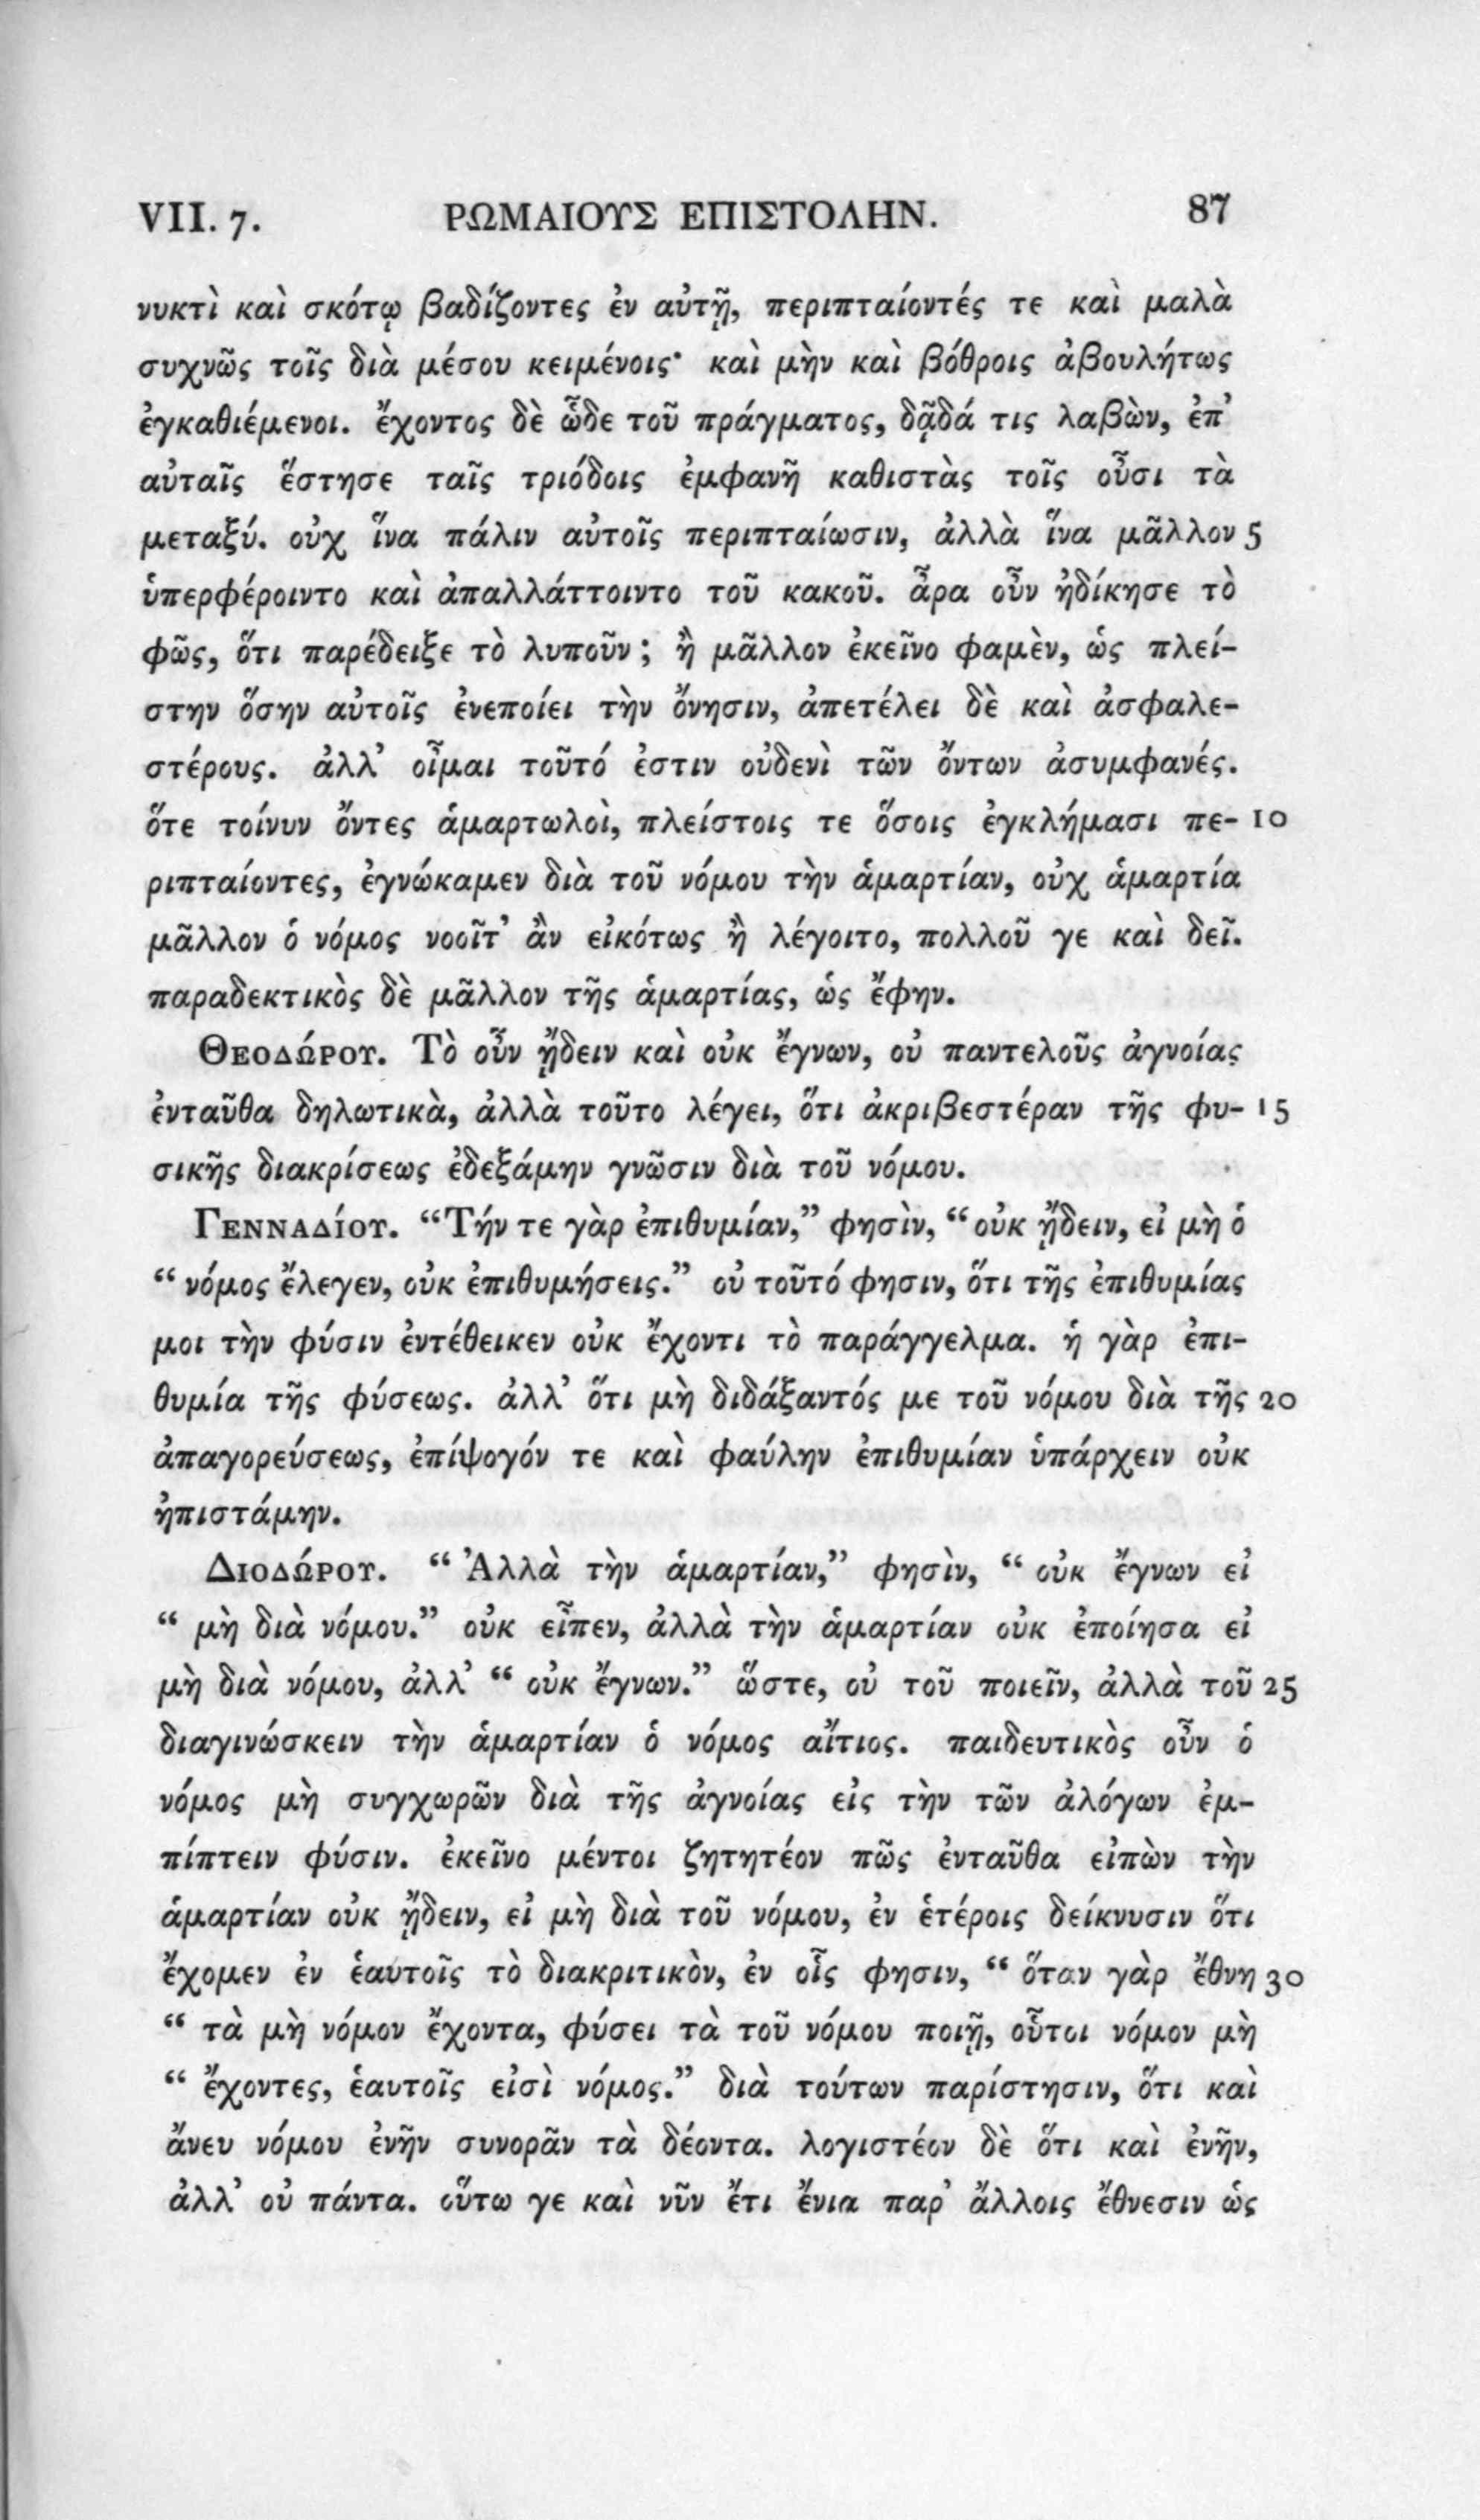 VII. 7. ΡΩΜΑΙΟΥΣ ΕΠΙΣΤΟΛΗΝ. 87
νυκτὶ καὶ σκότῳ βαδίζοντες ἐν αὐτῇ, περιπταίοντές τε καὶ μαλὰ
συχνῶς τοῖς διὰ μέσου κειμένοις· καὶ μὴν καὶ βόθροις ἀβουλήτως
ἐγκαθιέμενοι. ἔχοντος δὲ ὧδε τοῦ πράγματος, δᾷδά τις λαβὼν, ἐπ’
αὐταῖς ἕστησε ταῖς τριόδοις ἐμφανῆ καθιστὰς τοῖς οὖσι τὰ
μεταξύ. οὐχ ἵνα πάλιν αὐτοῖς περιπταίωσιν, ἀλλὰ ἵνα μᾶλλον 5
ὑπερφέροιντο καὶ ἀπαλλάττοιντο τοῦ κακοῦ. ἆρα οὖν ἠδίκησε τὸ
φῶς, ὅτι παρέδειξε τὸ λυποῦν ; ἢ μᾶλλον ἐκεῖνο φαμὲν, ὡς πλεί-
στην ὅσην αὐτοῖς ἐνεποίει τὴν ὄνησιν, ἀπετέλει δὲ καὶ ἀσφαλε-
στέρους. ἀλλ’ οἶμαι τοῦτό ἐστιν οὐδενὶ τῶν ὄντων ἀσυμφανές.
ὅτε τοίνυν ὄντες ἁμαρτωλοὶ, πλείστοις τε ὅσοις ἐγκλήμασι πε- 10
ριπταίοντες, ἐγνώκαμεν διὰ τοῦ νόμου τὴν ἁμαρτίαν, οὐχ ἁμαρτία
μᾶλλον ὁ νόμος νοοῖτ’ ἂν εἰκότως ἢ λέγοιτο, πολλοῦ γε καὶ δεῖ.
παραδεκτικὸς δὲ μᾶλλον τῆς ἁμαρτίας, ὡς ἔφην.
ΘΕΟΔΏΡΟΥ. Τὸ οὖν ᾔδειν καὶ οὐκ ἔγνων, οὐ παντελοῦς ἀγνοίας
ἐνταῦθα δηλωτικὰ, ἀλλὰ τοῦτο λέγει, ὅτι ἀκριβεστέραν τῆς φυ- 15
σικῆς διακρίσεως ἐδεξάμην γνῶσιν διὰ τοῦ νόμου.
ΓΕΝΝΑΔΊΟΥ. “Τήν τε γὰρ ἐπιθυμίαν,” φησὶν, “οὐκ ᾔδειν, εἰ μὴ ὁ
“ νόμος ἔλεγεν, οὐκ ἐπιθυμήσεις.” οὐ τοῦτό φησιν, ὅτι τῆς ἐπιθυμίας
μοι τὴν φύσιν ἐντέθεικεν οὐκ ἔχοντι τὸ παράγγελμα. ἡ γὰρ ἐπι-
θυμία τῆς φύσεως. ἀλλ’ ὅτι μὴ διδάξαντός με τοῦ νόμου διὰ τῆς 20
ἀπαγορεύσεως, ἐπίψογόν τε καὶ φαύλην ἐπιθυμίαν ὑπάρχειν οὐκ
ἠπιστάμην.
ΔΙΟΔΏΡΟΥ. “ Ἀλλὰ τὴν ἁμαρτίαν,” φησὶν, “ οὐκ ἔγνων εἰ
“ μὴ διὰ νόμου.” οὐκ εἶπεν, ἀλλὰ τὴν ἁμαρτίαν οὐκ ἐποίησα εἰ
μὴ διὰ νόμου, ἀλλ’ “ οὐκ ἔγνων.” ὥστε, οὐ τοῦ ποιεῖν, ἀλλὰ τοῦ 25
διαγινώσκειν τὴν ἁμαρτίαν ὁ νόμος αἴτιος. παιδευτικὸς οὖν ὁ
νόμος μὴ συγχωρῶν διὰ τῆς ἀγνοίας εἰς τὴν τῶν ἀλόγων ἐμ-
πίπτειν φύσιν. ἐκεῖνο μέντοι ζητητέον πῶς ἐνταῦθα εἰπὼν τὴν
ἁμαρτίαν οὐκ ᾔδειν, εἰ μὴ διὰ τοῦ νόμου, ἐν ἑτέροις δείκνυσιν ὅτι
ἔχομεν ἐν ἑαυτοῖς τὸ διακριτικὸν, ἐν οἷς φησιν, “ ὅταν γὰρ ἔθνη 30
“ τὰ μὴ νόμον ἔχοντα, φύσει τὰ τοῦ νόμου ποιῇ, οὗτοι νόμον μὴ
“ ἔχοντες, ἑαυτοῖς εἰσὶ νόμος.” διὰ τούτων παρίστησιν, ὅτι καὶ
ἄνευ νόμου ἐνῆν συνορᾶν τὰ δέοντα. λογιστέον δὲ ὅτι καὶ ἐνῆν,
ἀλλ’ οὐ πάντα. οὕτω γε καὶ νῦν ἔτι ἔνια παρ’ ἄλλοις ἔθνεσιν ὡς